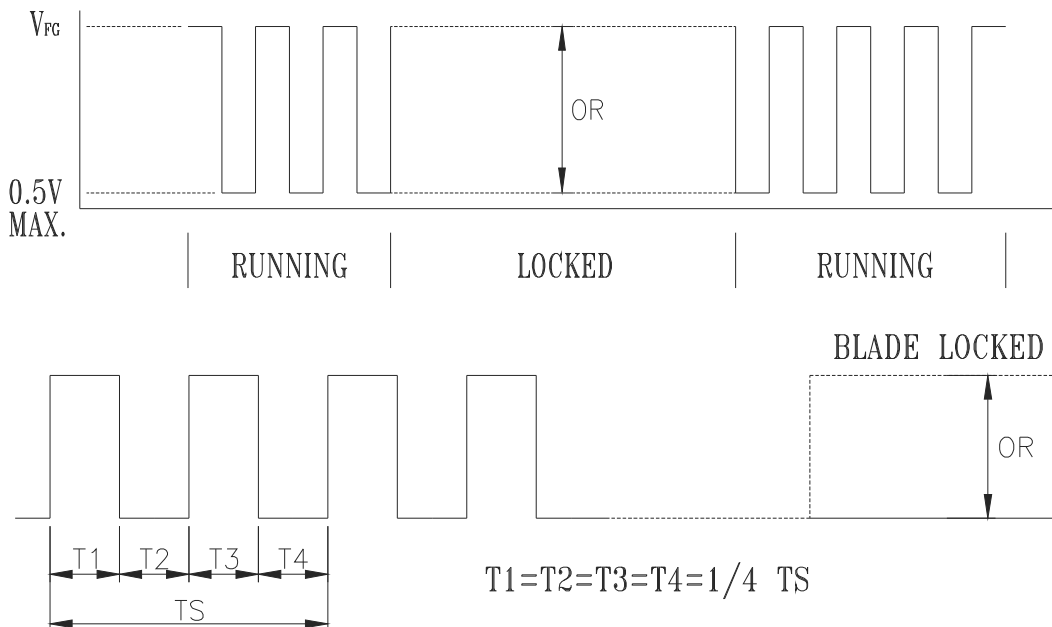 VFG
OR
0.5V
MAX.
RUNNING LOCKED RUNNING
BLADE LOCKED
OR
T1 T2 T3 T4
T1=T2=T3=T4=1/4 TS
TS